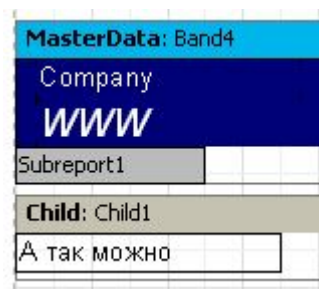 MasterData: Band4
Company
WWW
Subreport1
Child: Child1
А так можно